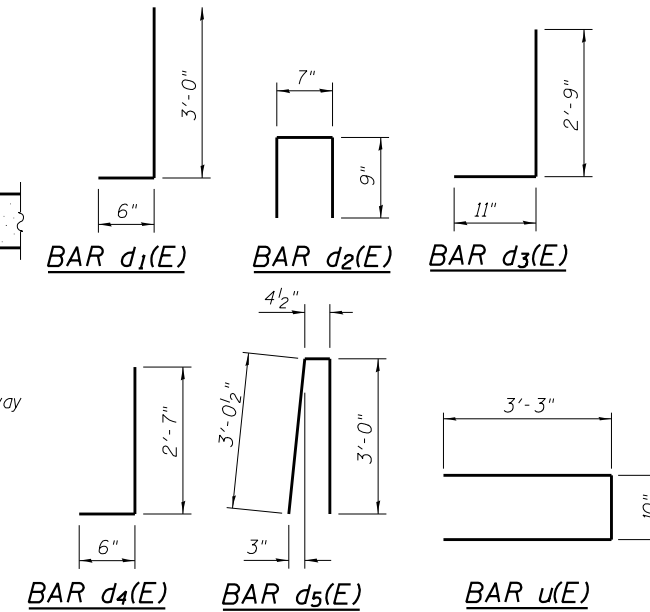 3'-0"
6"
BAR d1(E)
7"
9"
BAR d2(E)
2'-9"
11"
BAR d3(E)
2'-7"
6"
BAR d4(E)
4½"
3'-0½"
3'-0"
3"
BAR d5(E)
3'-3"
10"
BAR u(E)